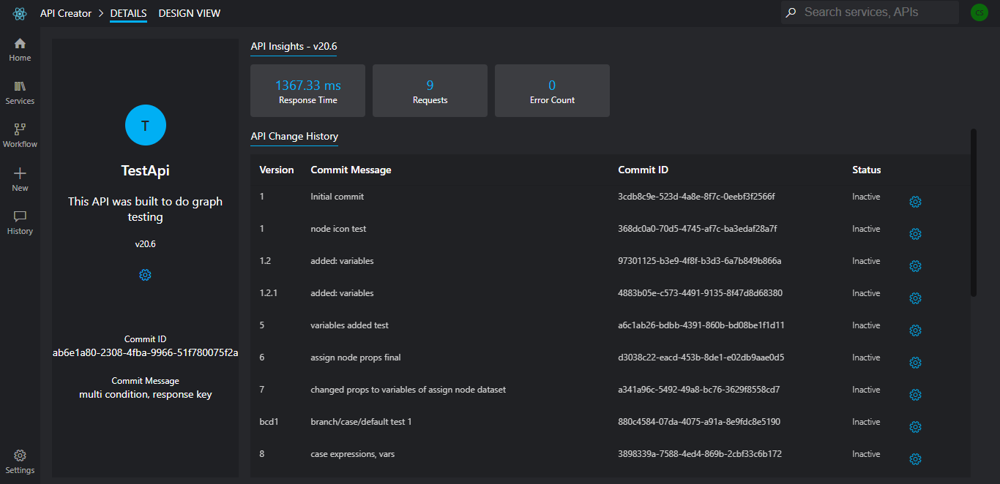 API Creator > DETAILS DESIGN VIEW
Search services, APIs
CS
Home
Services
Workflow
New
History
Settings
T
TestApi
This API was built to do graph
testing
v20.6
Commit ID
ab6e1a80-2308-4fba-9966-51f780075f2a
Commit Message
multi condition, response key
API Insights - v20.6
1367.33 ms
Response Time
9
Requests
0
Error Count
API Change History
Version Commit Message Commit ID Status
1 Initial commit 3cdb8c9e-523d-4a8e-8f7c-0eebf3f2566f Inactive
1 node icon test 368dc0a0-70d5-4745-af7c-ba3edaf28a7f Inactive
1.2 added: variables 97301125-b3e9-4f8f-b3d3-6a7b849b866a Inactive
1.2.1 added: variables 4883b05e-c573-4491-9135-8f47d8d68380 Inactive
5 variables added test a6c1ab26-bdbb-4391-860b-bd08be1f1d11 Inactive
6 assign node props final d3038c22-eacd-453b-8de1-e02db9aae0d5 Inactive
7 changed props to variables of assign node dataset a341a96c-5492-49a8-bc76-3629f8558cd7 Inactive
bcd1 branch/case/default test 1 880c4584-07da-4075-a91a-8e9fdc8e5190 Inactive
8 case expressions, vars 3898339a-7588-4ed4-869b-2cbf33c6b172 Inactive